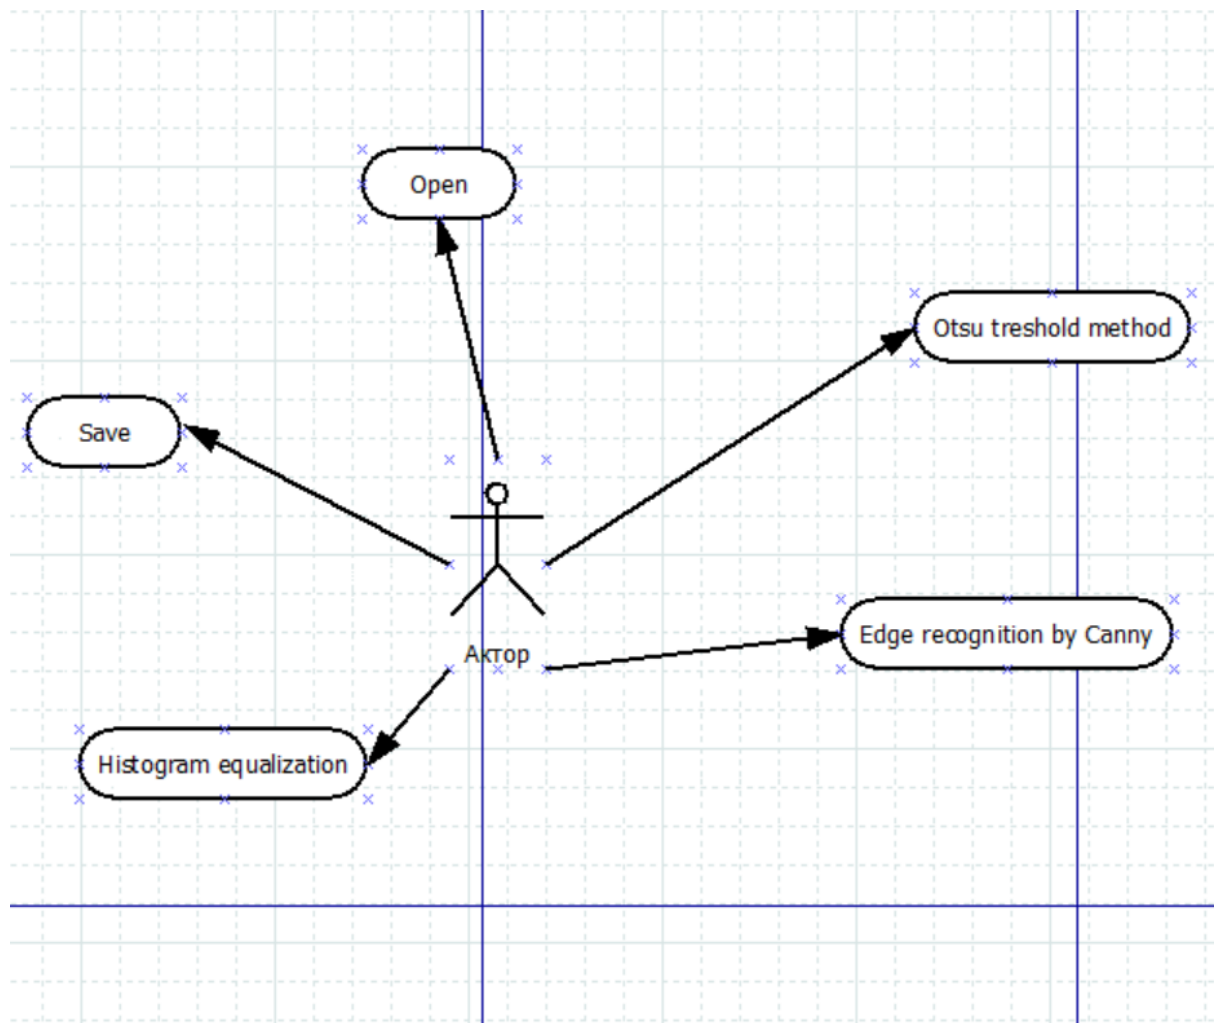 Open
Otsu treshold method
Save
Edge recognition by Canny
Актор
Histogram equalization